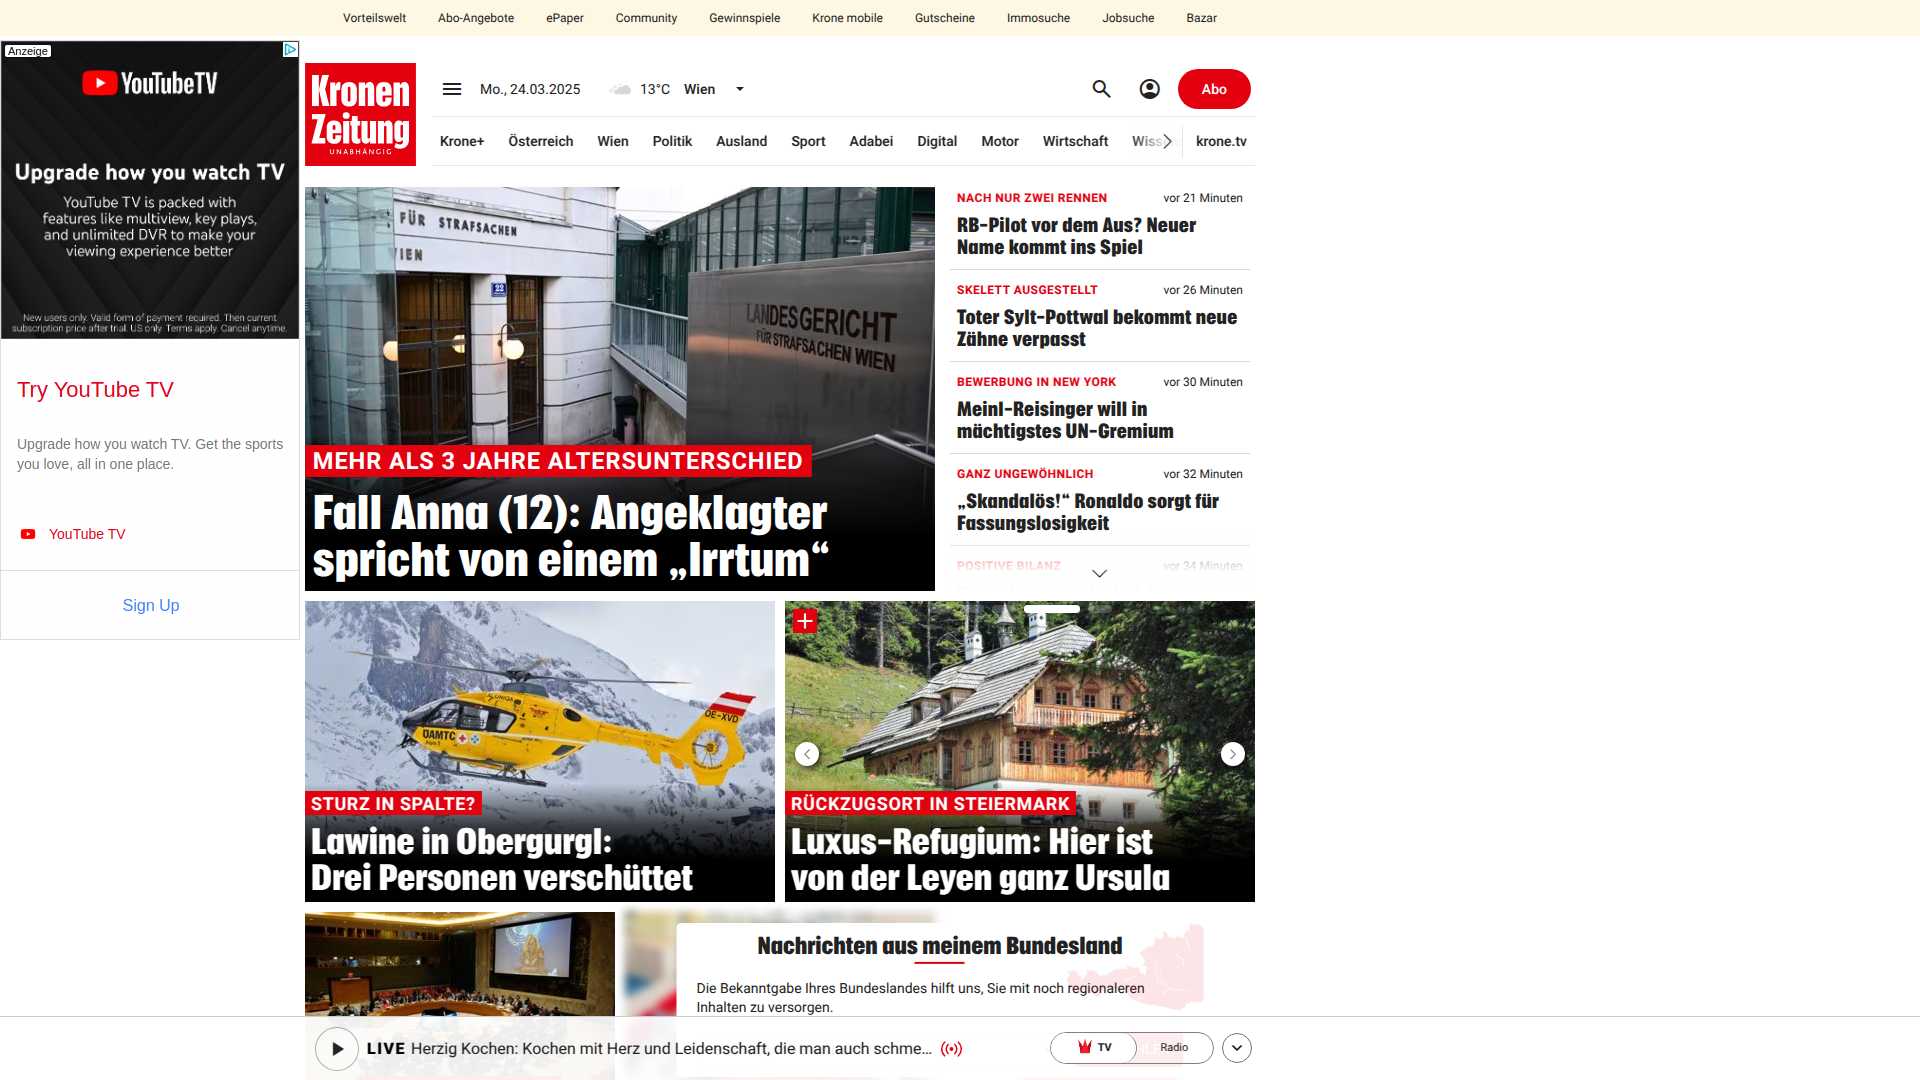 Vorteilswelt Abo-Angebote ePaper Community Gewinnspiele Krone mobile Gutscheine Immosuche Jobsuche Bazar
Anzeige
YouTubeTV
Upgrade how you watch TV
YouTube TV is packed with
features like multiview, key plays,
and unlimited DVR to make your
viewing experience better
New users only. Valid form of payment required. Then current
subscription price after trial. US only. Terms apply. Cancel anytime.
Try YouTube TV
Upgrade how you watch TV. Get the sports
you love, all in one place.
YouTube TV
Sign Up
Kronen
Zeitung
UNABHÄNGIG
Mo., 24.03.2025 13°C Wien
Abo
Krone+ Österreich Wien Politik Ausland Sport Adabei Digital Motor Wirtschaft Wiss krone.tv
FÜR STRAFSACHEN
WIEN
22
LANDESGERICHT
FÜR STRAFSACHEN WIEN
MEHR ALS 3 JAHRE ALTERSUNTERSCHIED
Fall Anna (12): Angeklagter
spricht von einem „Irrtum“
NACH NUR ZWEI RENNEN vor 21 Minuten
RB-Pilot vor dem Aus? Neuer
Name kommt ins Spiel
SKELETT AUSGESTELLT vor 26 Minuten
Toter Sylt-Pottwal bekommt neue
Zähne verpasst
BEWERBUNG IN NEW YORK vor 30 Minuten
Meinl-Reisinger will in
mächtigstes UN-Gremium
GANZ UNGEWÖHNLICH vor 32 Minuten
„Skandalös!“ Ronaldo sorgt für
Fassungslosigkeit
POSITIVE BILANZ vor 34 Minuten
UNIQA
OE-XVD
ÖAMTC
STURZ IN SPALTE?
Lawine in Obergurgl:
Drei Personen verschüttet
RÜCKZUGSORT IN STEIERMARK
Luxus-Refugium: Hier ist
von der Leyen ganz Ursula
Nachrichten aus meinem Bundesland
Die Bekanntgabe Ihres Bundeslandes hilft uns, Sie mit noch regionaleren
Inhalten zu versorgen.
LIVE Herzig Kochen: Kochen mit Herz und Leidenschaft, die man auch schme...
TV Radio